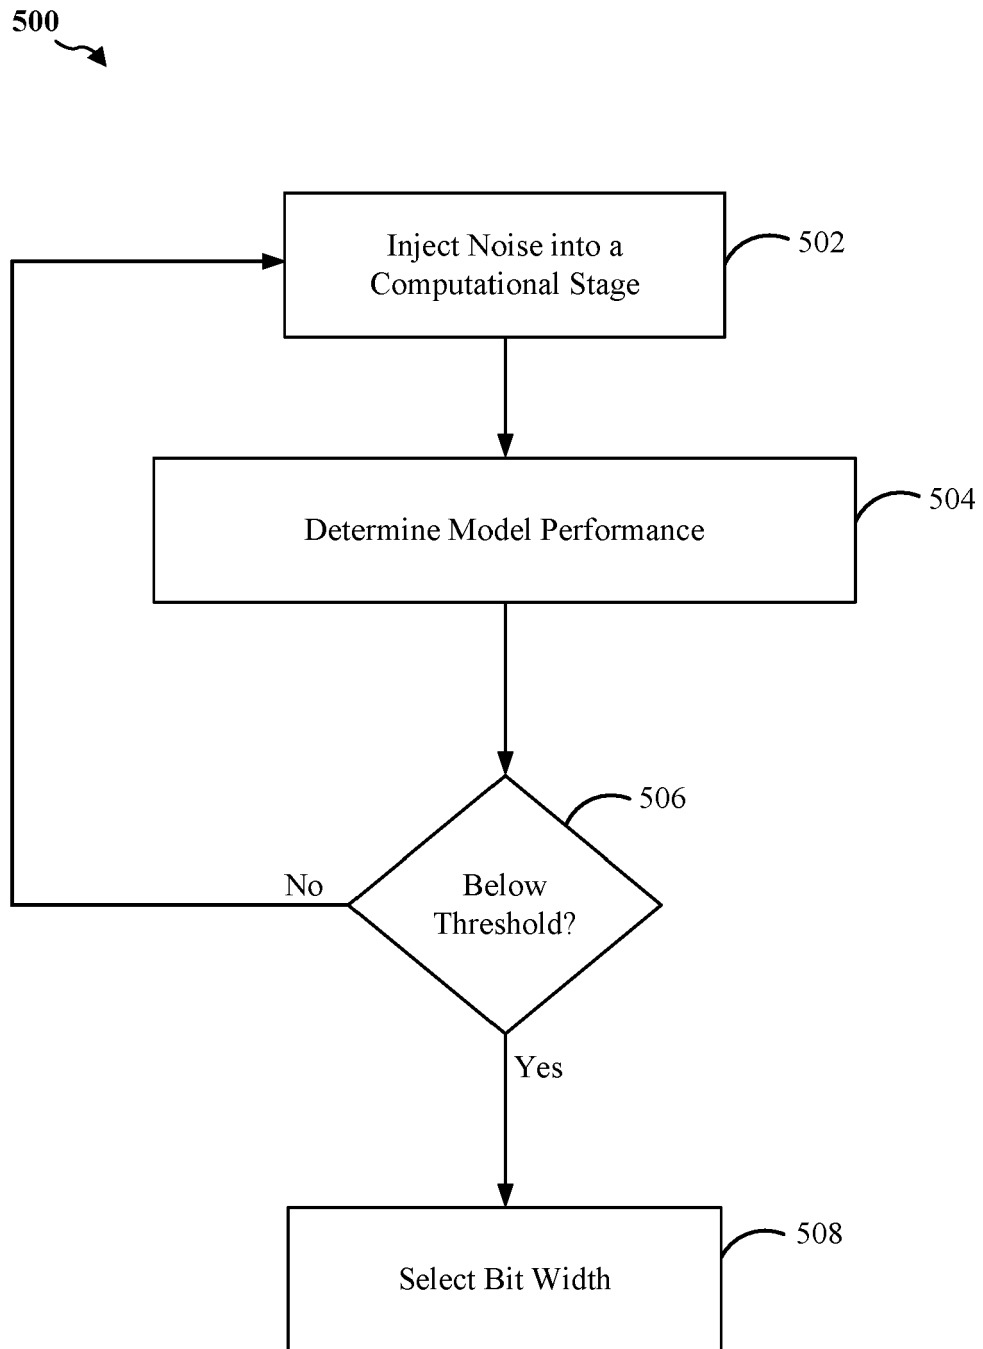 500
Inject Noise into a
Computational Stage
502
Determine Model Performance
504
506
Below
Threshold?
No
Yes
508
Select Bit Width